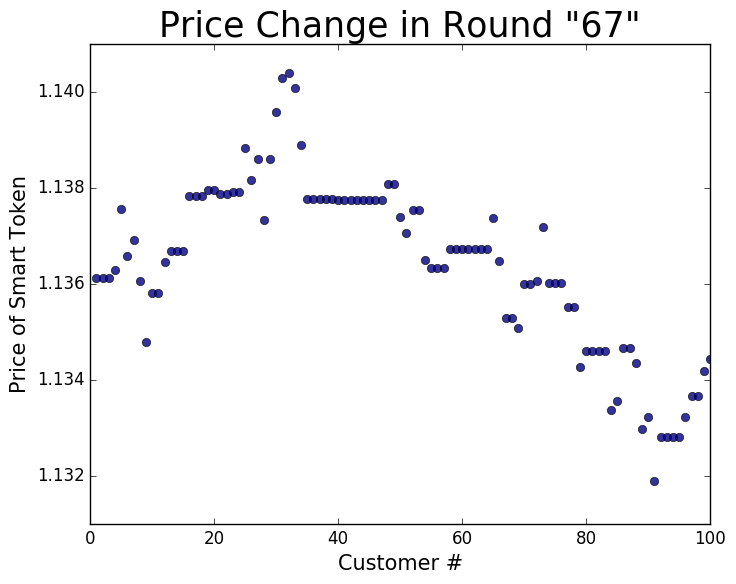 Price Change in Round "67"
1.140
1.138
1.136
1.134
1.132
Price of Smart Token
0 20 40 60 80 100
Customer #